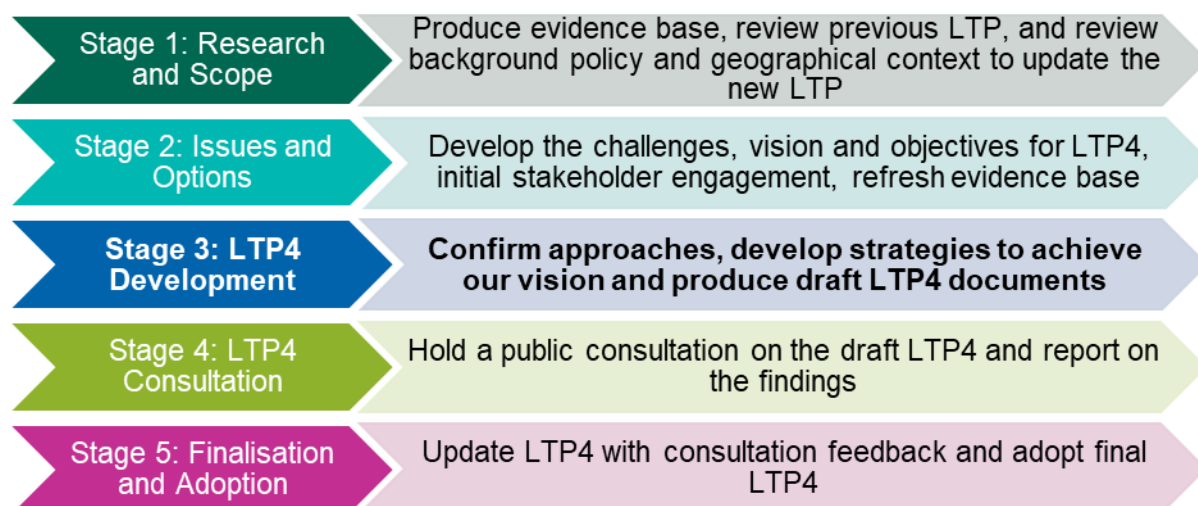 Stage 1: Research
and Scope
Produce evidence base, review previous LTP, and review
background policy and geographical context to update the
new LTP
Stage 2: Issues and
Options
Develop the challenges, vision and objectives for LTP4,
initial stakeholder engagement, refresh evidence base
Stage 3: LTP4
Development
Confirm approaches, develop strategies to achieve
our vision and produce draft LTP4 documents
Stage 4: LTP4
Consultation
Hold a public consultation on the draft LTP4 and report on
the findings
Stage 5: Finalisation
and Adoption
Update LTP4 with consultation feedback and adopt final
LTP4